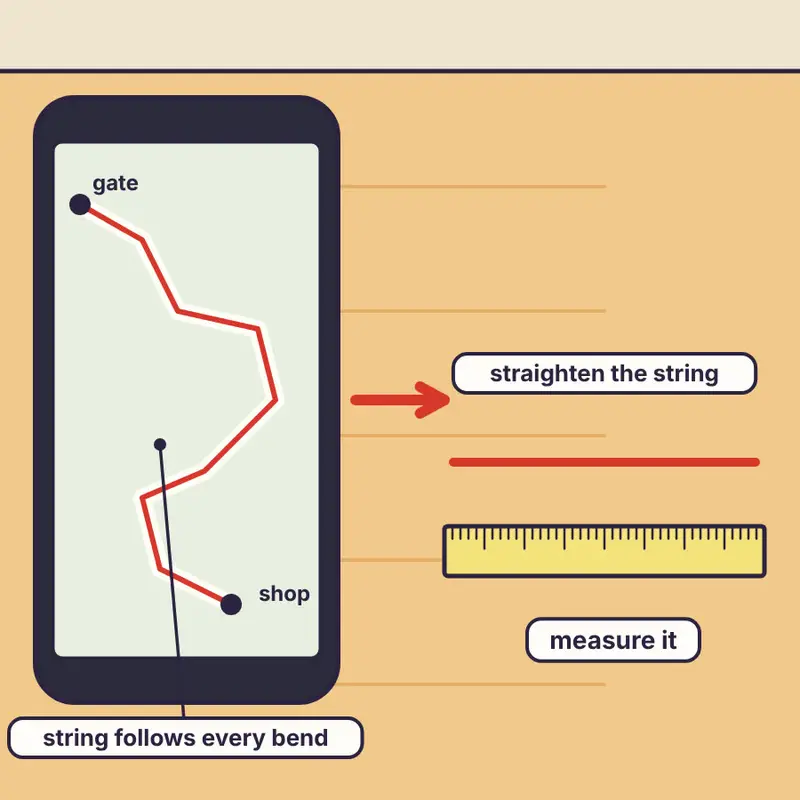 gate
straighten the string
measure it
shop
string follows every bend